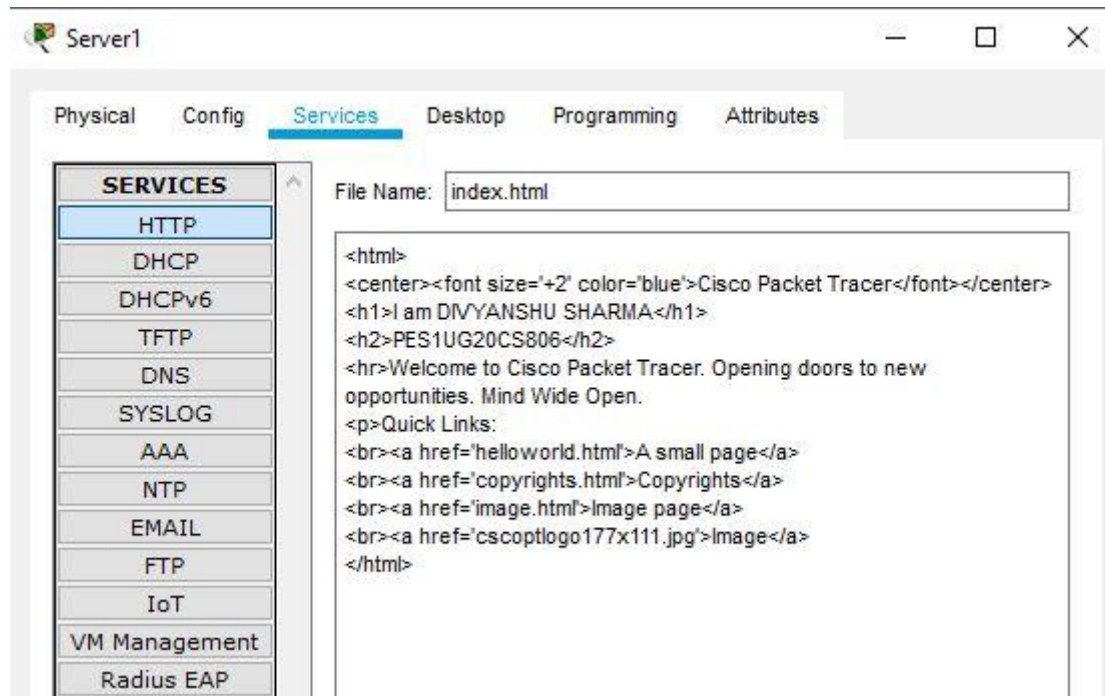 Server1
Physical Config Services Desktop Programming Attributes
SERVICES
HTTP
DHCP
DHCPv6
TFTP
DNS
SYSLOG
AAA
NTP
EMAIL
FTP
IoT
VM Management
Radius EAP
File Name: index.html
<html>
<center><font size='+2' color='blue'>Cisco Packet Tracer</font></center>
<h1>I am DIVYANSHU SHARMA</h1>
<h2>PES1UG20CS806</h2>
<hr>Welcome to Cisco Packet Tracer. Opening doors to new
opportunities. Mind Wide Open.
<p>Quick Links:
<br><a href='helloworld.html'>A small page</a>
<br><a href='copyrights.html'>Copyrights</a>
<br><a href='image.html'>Image page</a>
<br><a href='cscoptlogo177x111.jpg'>Image</a>
</html>